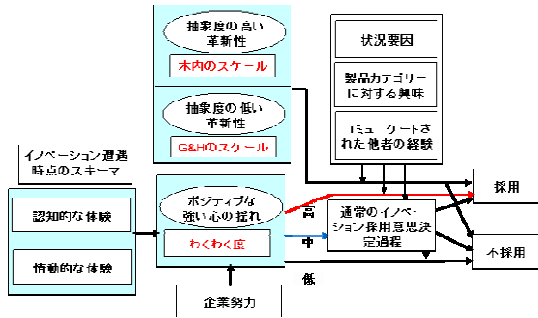 抽象度の高い
革新性
木内のスケール
抽象度の低い
革新性
G&Hのスケール
状況要因
製品カテゴリー
に対する興味
コミュニケートさ
れた他者の経験
イノベーション遭遇
時点のスキーマ
認知的な体験
情動的な体験
ポジティブな
強い心の揺れ
わくわく度
高
中
低
通常のイノベー
ション採用意思決
定過程
採用
不採用
企業努力